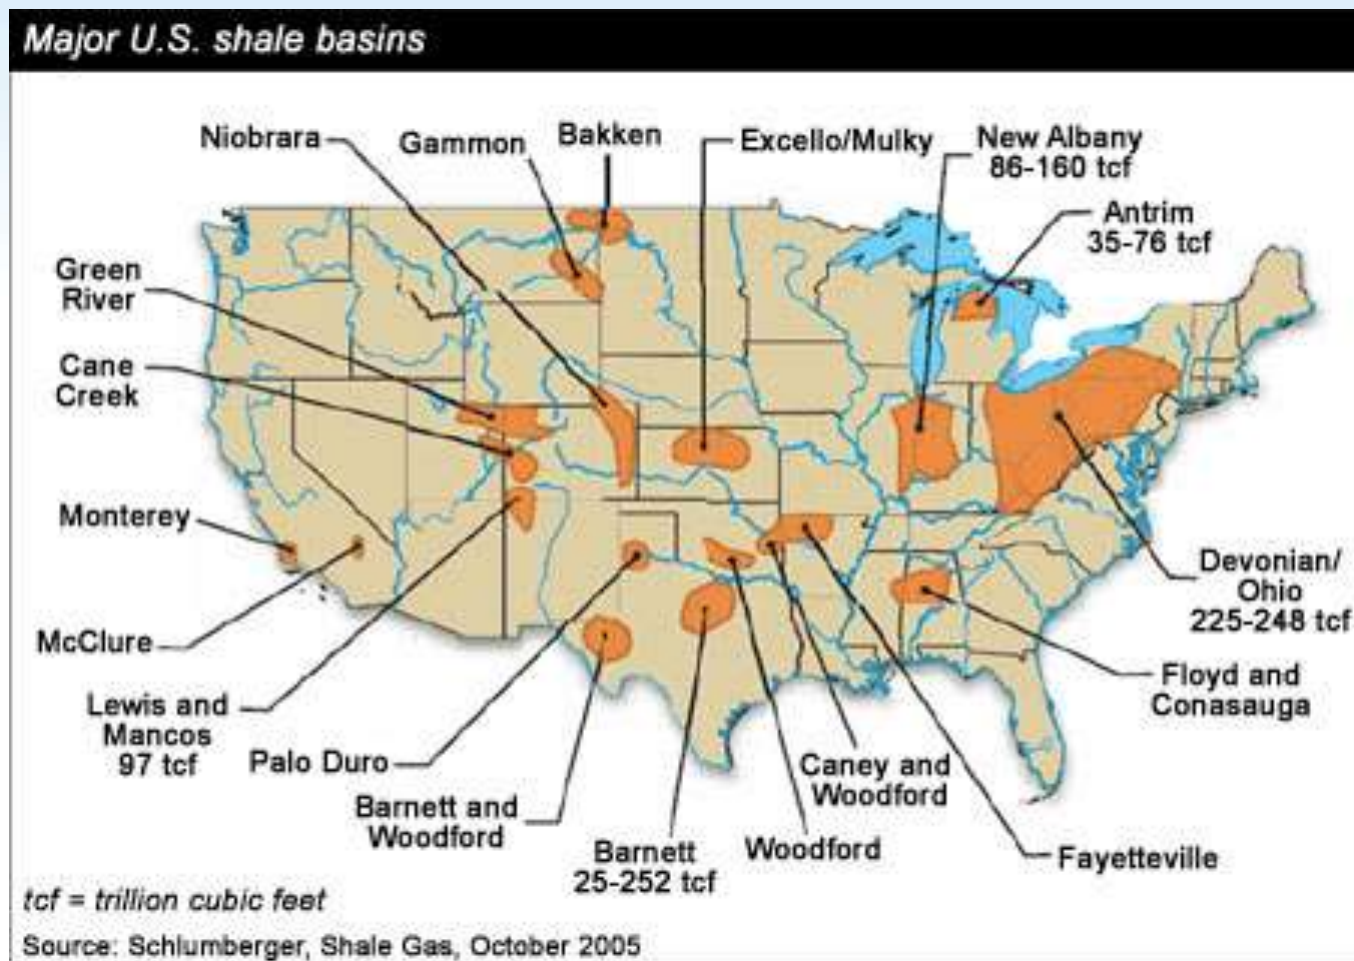 Major U.S. shale basins
Niobrara
Gammon
Bakken
Excello/Mulky
New Albany
86-160 tcf
Antrim
35-76 tcf
Green
River
Cane
Creek
Monterey
McClure
Lewis and
Mancos
97 tcf
Palo Duro
Barnett and
Woodford
Barnett
25-252 tcf
Woodford
Caney and
Woodford
Fayetteville
Floyd and
Conasauga
Devonian/
Ohio
225-248 tcf
tcf = trillion cubic feet
Source: Schlumberger, Shale Gas, October 2005